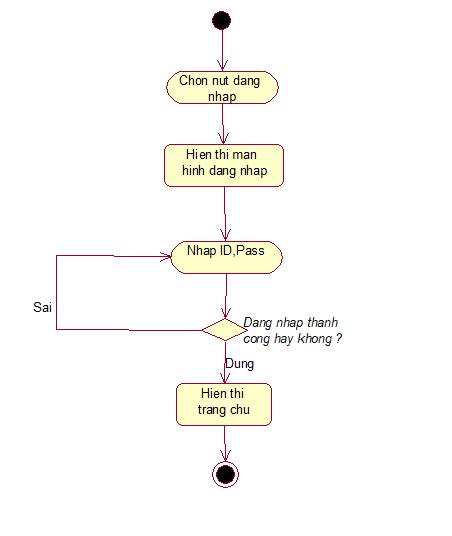 Chon nut dang
nhap
Hien thi man
hinh dang nhap
Nhap ID,Pass
Sai
Dang nhap thanh
cong hay khong ?
Dung
Hien thi
trang chu